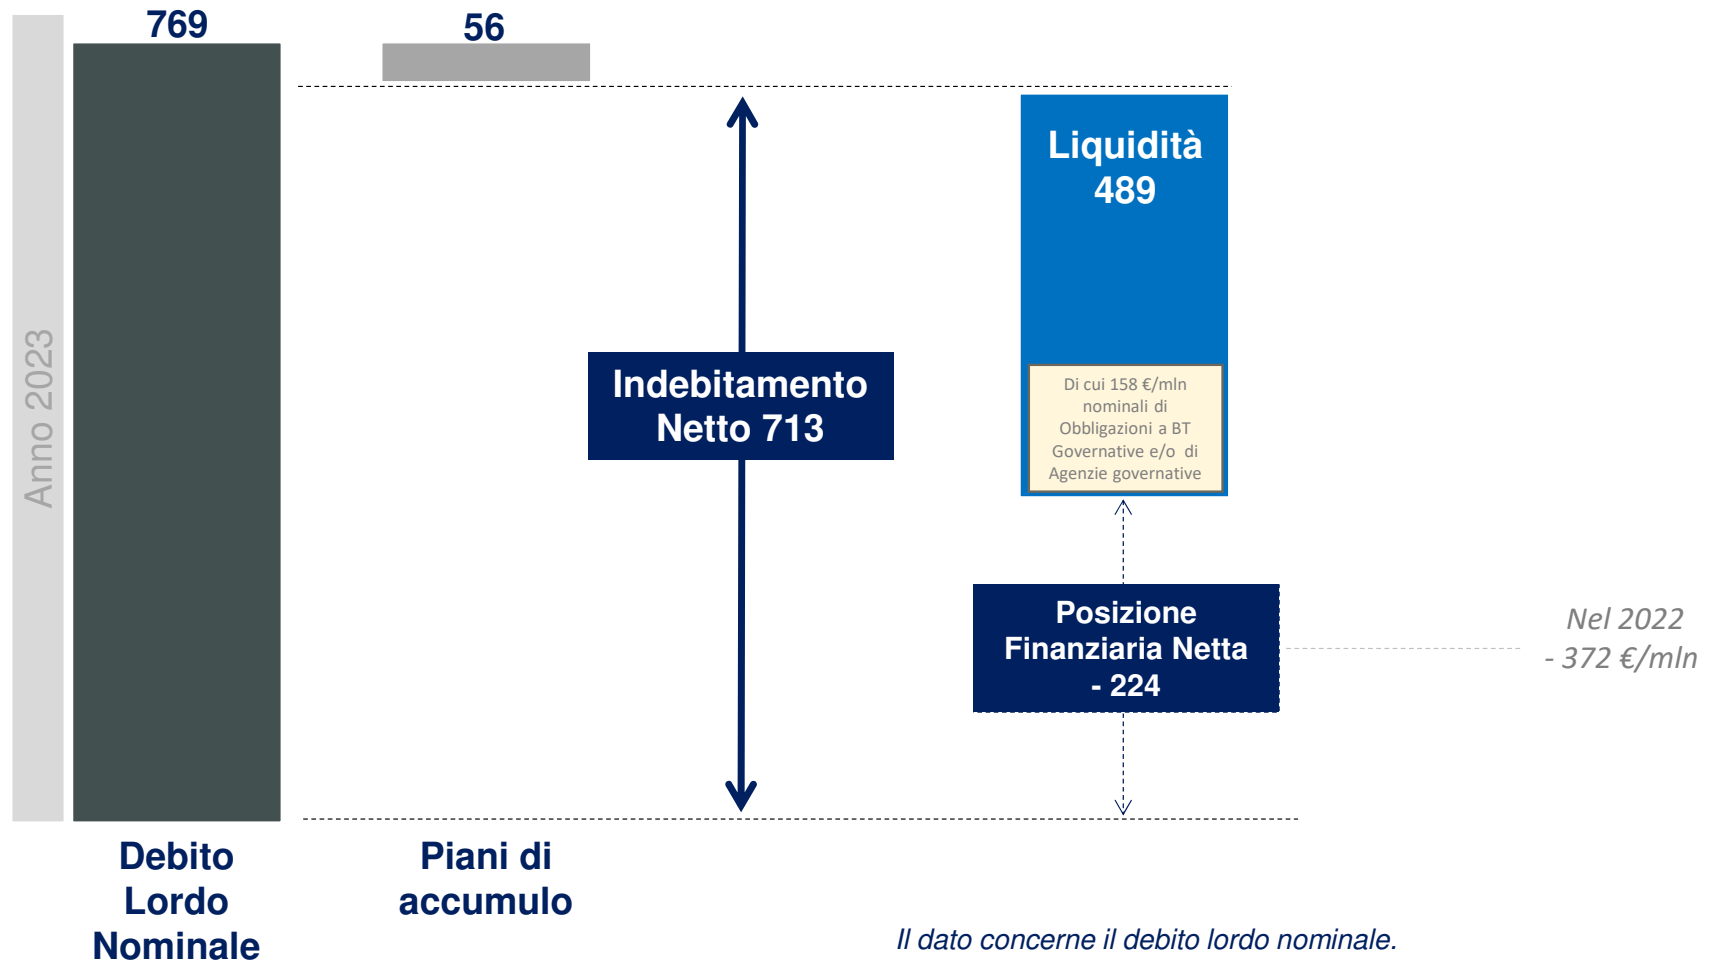 769
56
Anno 2023
Liquidità
489
Di cui 158 €/mln
nominali di
Obbligazioni a BT
Governative e/o di
Agenzie governative
Indebitamento
Netto 713
Posizione
Finanziaria Netta
- 224
Nel 2022
- 372 €/mln
Debito
Lordo
Nominale
Piani di
accumulo
Il dato concerne il debito lordo nominale.